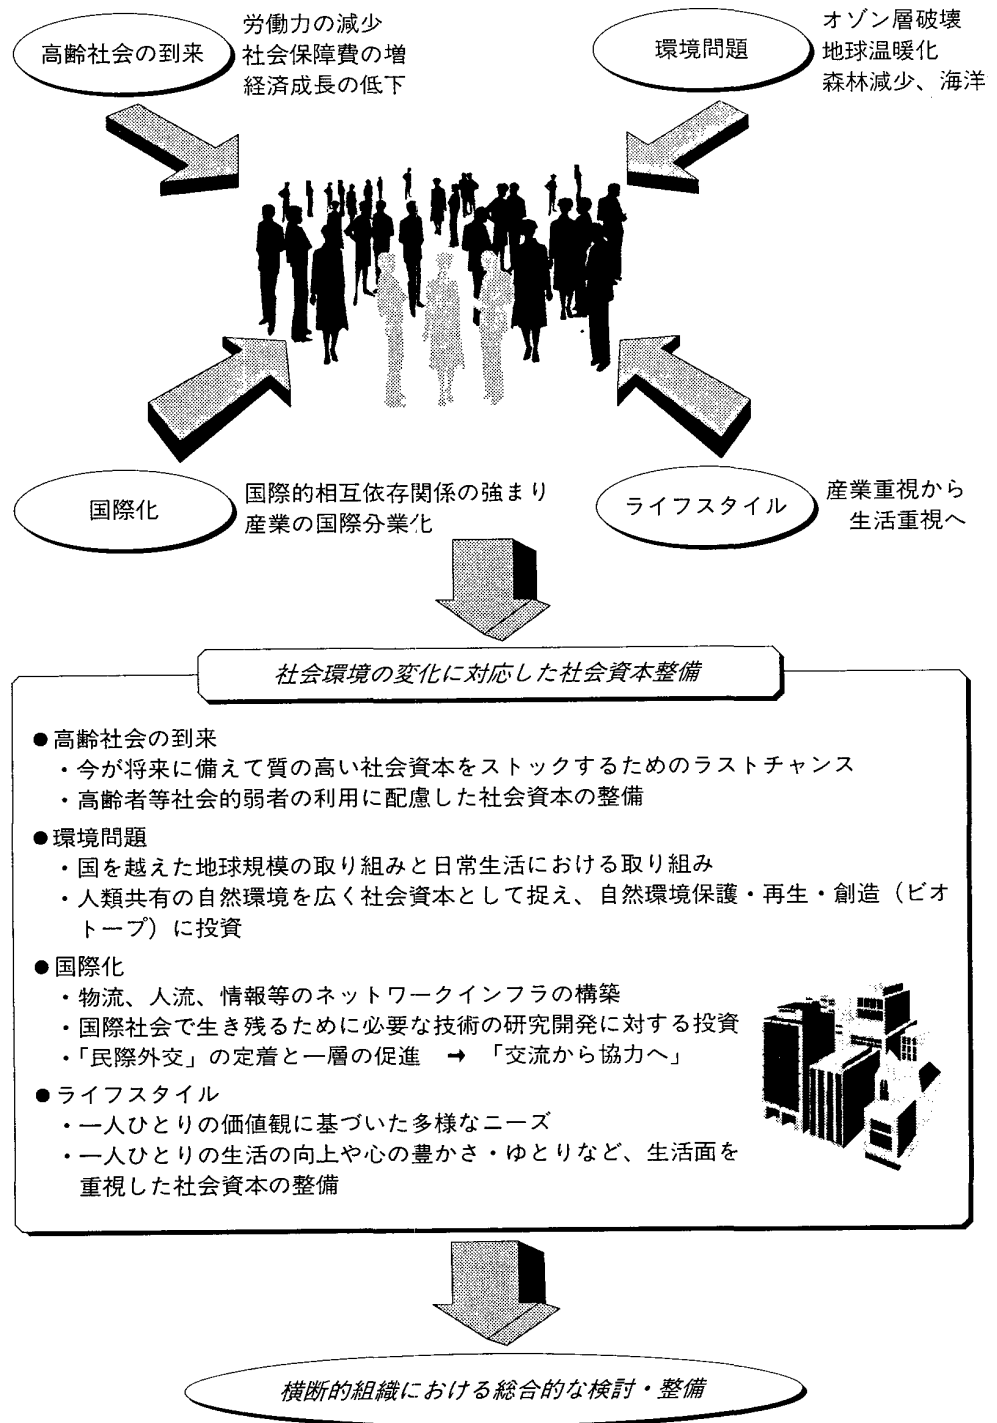 高齢社会の到来
労働力の減少
社会保障費の増
経済成長の低下
環境問題
オゾン層破壊
地球温暖化
森林減少、海洋
国際化
国際的相互依存関係の強まり
産業の国際分業化
ライフスタイル
産業重視から
生活重視へ
社会環境の変化に対応した社会資本整備
●高齢社会の到来
・今が将来に備えて質の高い社会資本をストックするためのラストチャンス
・高齢者等社会的弱者の利用に配慮した社会資本の整備
●環境問題
・国を越えた地球規模の取り組みと日常生活における取り組み
・人類共有の自然環境を広く社会資本として捉え、自然環境保護・再生・創造（ビオ
トープ）に投資
●国際化
・物流、人流、情報等のネットワークインフラの構築
・国際社会で生き残るために必要な技術の研究開発に対する投資
・「民際外交」の定着と一層の促進　→　「交流から協力へ」
●ライフスタイル
・一人ひとりの価値観に基づいた多様なニーズ
・一人ひとりの生活の向上や心の豊かさ・ゆとりなど、生活面を
重視した社会資本の整備
横断的組織における総合的な検討・整備